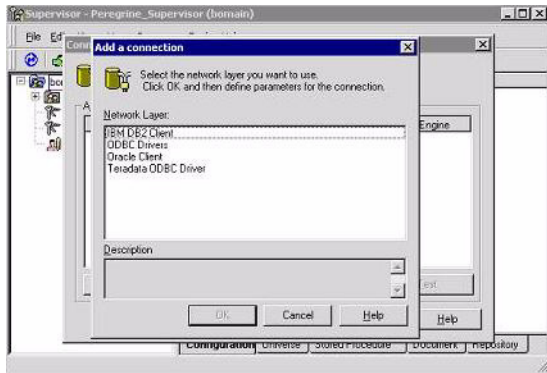 Supervisor - Peregrine_Supervisor (bomain)
File Ed
Conn
Add a connection
Select the network layer you want to use.
Click OK and then define parameters for the connection.
Network Layer:
Engine
IBM DB2 Client
ODBC Drivers
Oracle Client
Teradata ODBC Driver
Description
OK
Cancel
Help
Help
Configuration Universe Stored Procedure Document Repository